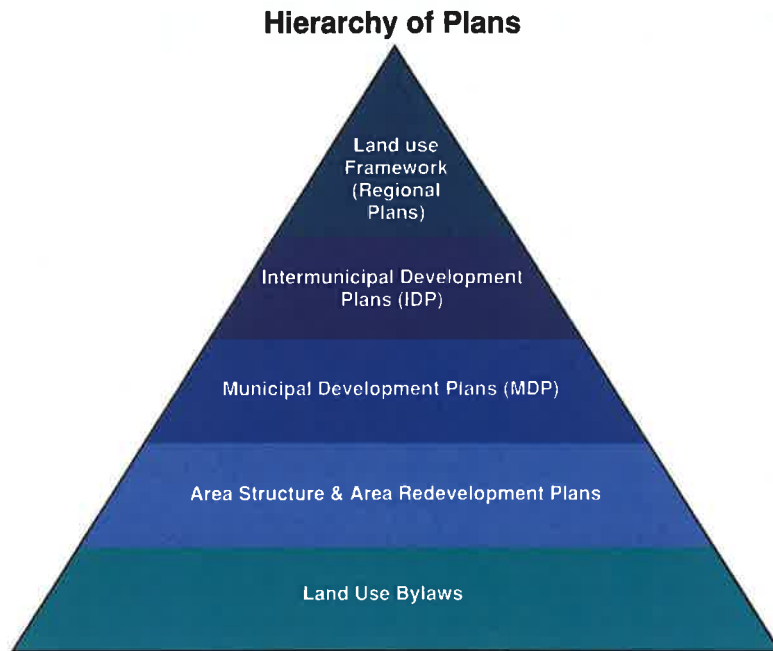 Hierarchy of Plans
Land use
Framework
(Regional
Plans)
Intermunicipal Development
Plans (IDP)
Municipal Development Plans (MDP)
Area Structure & Area Redevelopment Plans
Land Use Bylaws